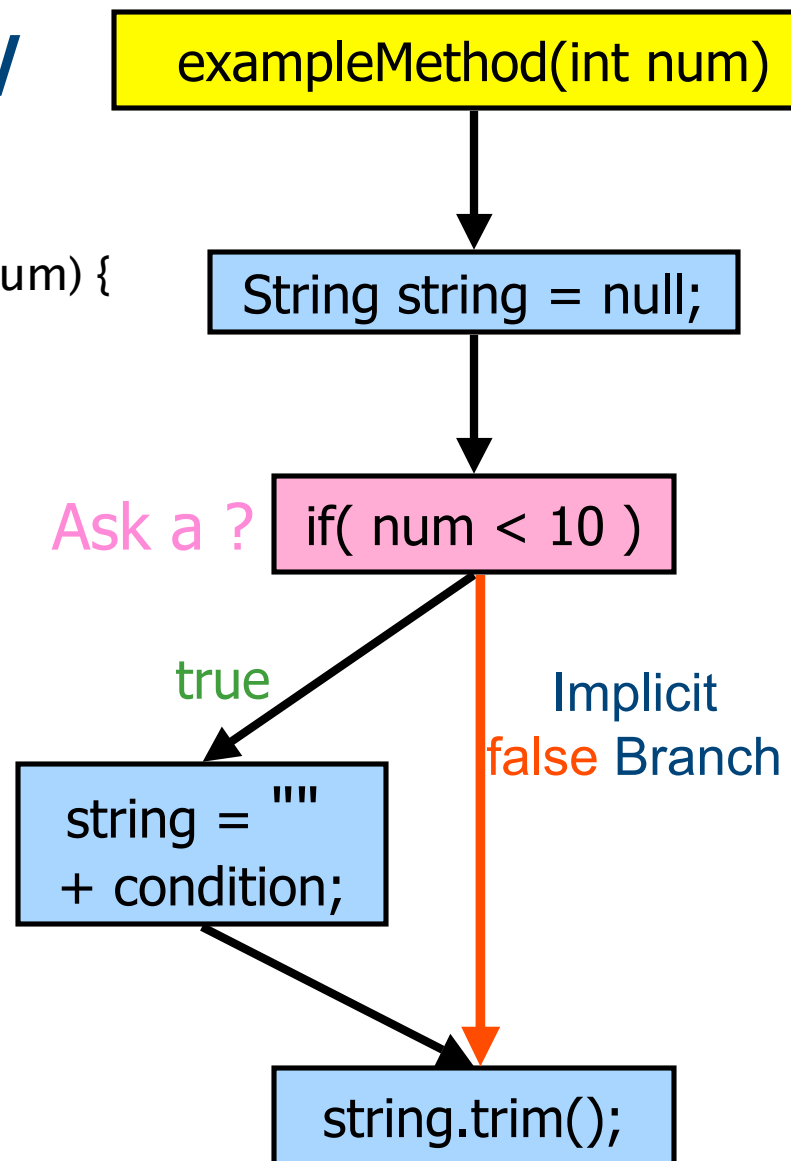 exampleMethod(int num)
um) {
String string = null;
Ask a ?
if( num < 10 )
true
Implicit
false Branch
string = ""
+ condition;
string.trim();